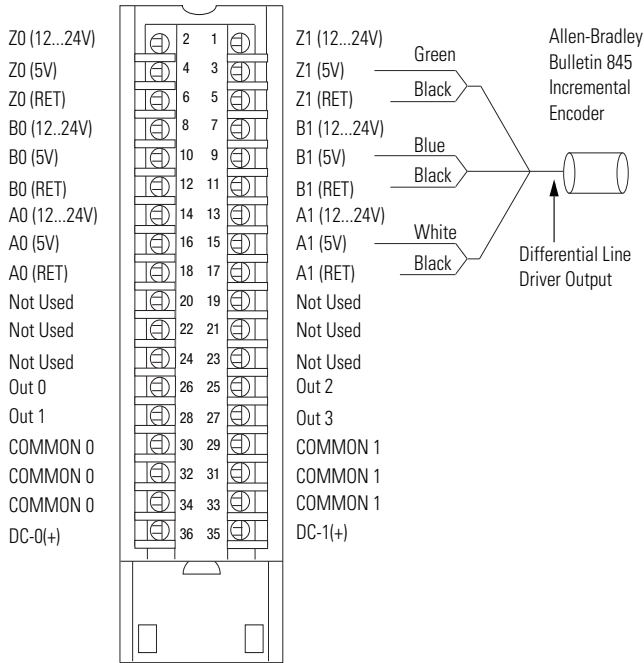 Z0 (12...24V) 2 1 Z1 (12...24V)
Z0 (5V) 4 3 Z1 (5V)
Z0 (RET) 6 5 Z1 (RET)
B0 (12...24V) 8 7 B1 (12...24V)
B0 (5V) 10 9 B1 (5V)
B0 (RET) 12 11 B1 (RET)
A0 (12...24V) 14 13 A1 (12...24V)
A0 (5V) 16 15 A1 (5V)
A0 (RET) 18 17 A1 (RET)
Not Used 20 19 Not Used
Not Used 22 21 Not Used
Not Used 24 23 Not Used
Out 0 26 25 Out 2
Out 1 28 27 Out 3
COMMON 0 30 29 COMMON 1
COMMON 0 32 31 COMMON 1
COMMON 0 34 33 COMMON 1
DC-0(+) 36 35 DC-1(+)
Green
Black
Blue
Black
White
Black
Allen-Bradley
Bulletin 845
Incremental
Encoder
Differential Line
Driver Output